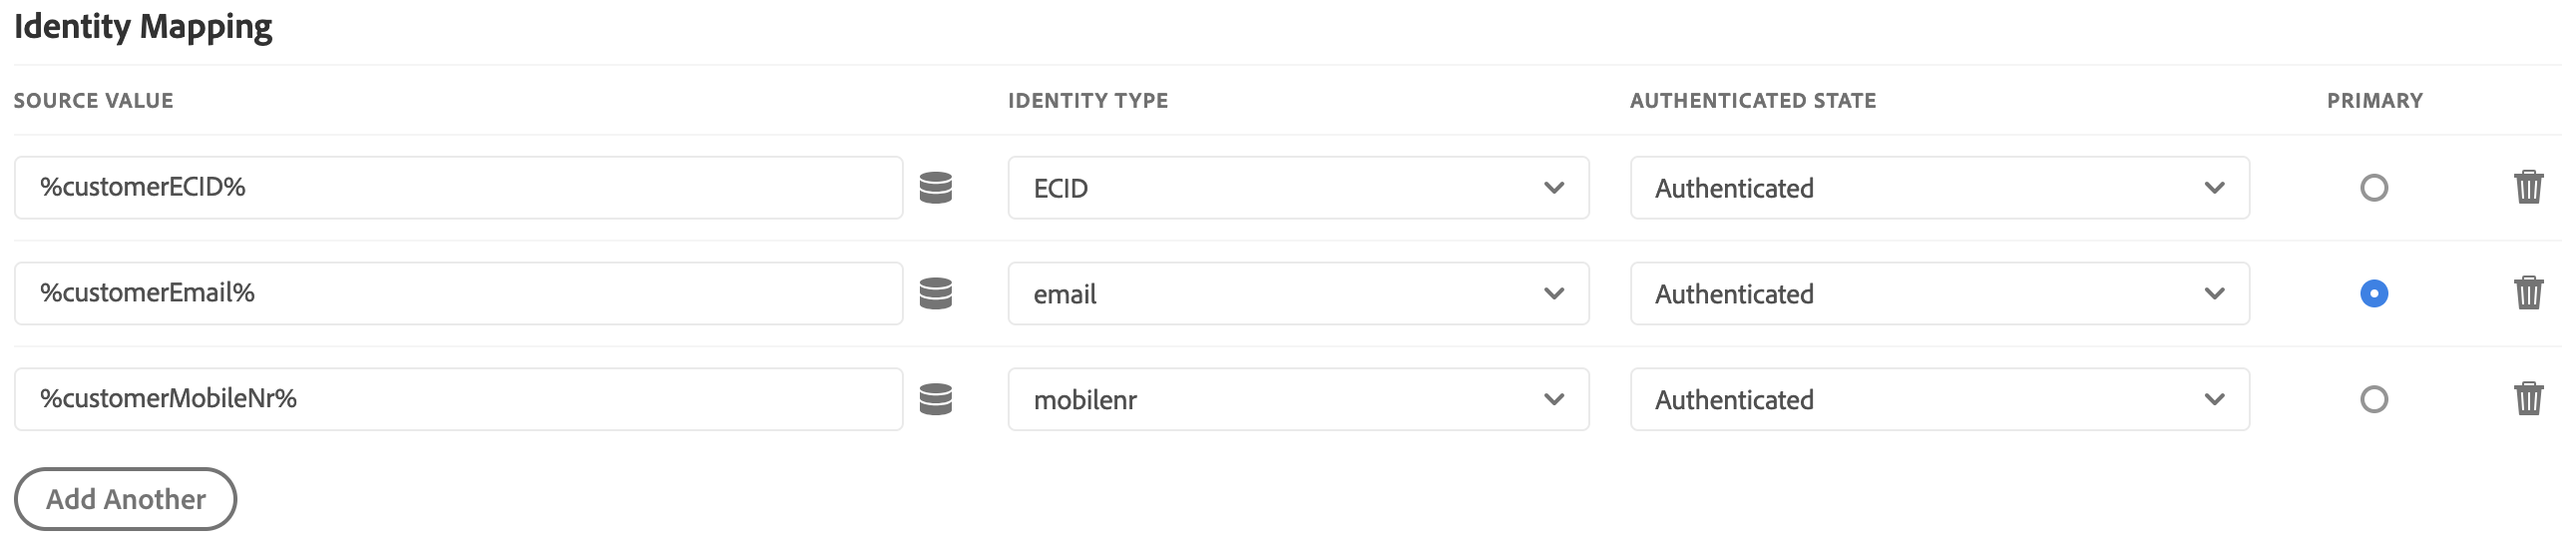 Identity Mapping
SOURCE VALUE IDENTITY TYPE AUTHENTICATED STATE PRIMARY
%customerECID% ECID Authenticated
%customerEmail% email Authenticated
%customerMobileNr% mobilenr Authenticated
Add Another